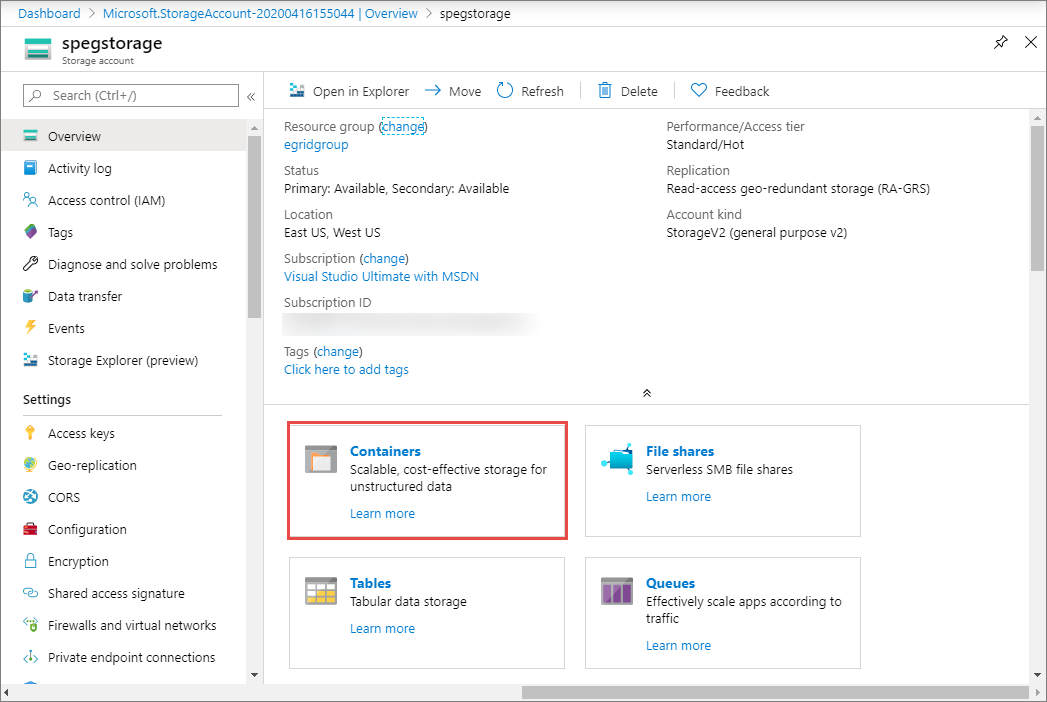 Dashboard > Microsoft.StorageAccount-20200416155044 | Overview > spegstorage
spegstorage
Storage account
Search (Ctrl+/)
«
Overview
Activity log
Access control (IAM)
Tags
Diagnose and solve problems
Data transfer
Events
Storage Explorer (preview)
Settings
Access keys
Geo-replication
CORS
Configuration
Encryption
Shared access signature
Firewalls and virtual networks
Private endpoint connections
Open in Explorer Move Refresh Delete Feedback
Resource group (change)
egridgroup
Status
Primary: Available, Secondary: Available
Location
East US, West US
Subscription (change)
Visual Studio Ultimate with MSDN
Subscription ID
Tags (change)
Click here to add tags
Performance/Access tier
Standard/Hot
Replication
Read-access geo-redundant storage (RA-GRS)
Account kind
StorageV2 (general purpose v2)
Containers
Scalable, cost-effective storage for
unstructured data
Learn more
File shares
Serverless SMB file shares
Learn more
Tables
Tabular data storage
Learn more
Queues
Effectively scale apps according to
traffic
Learn more